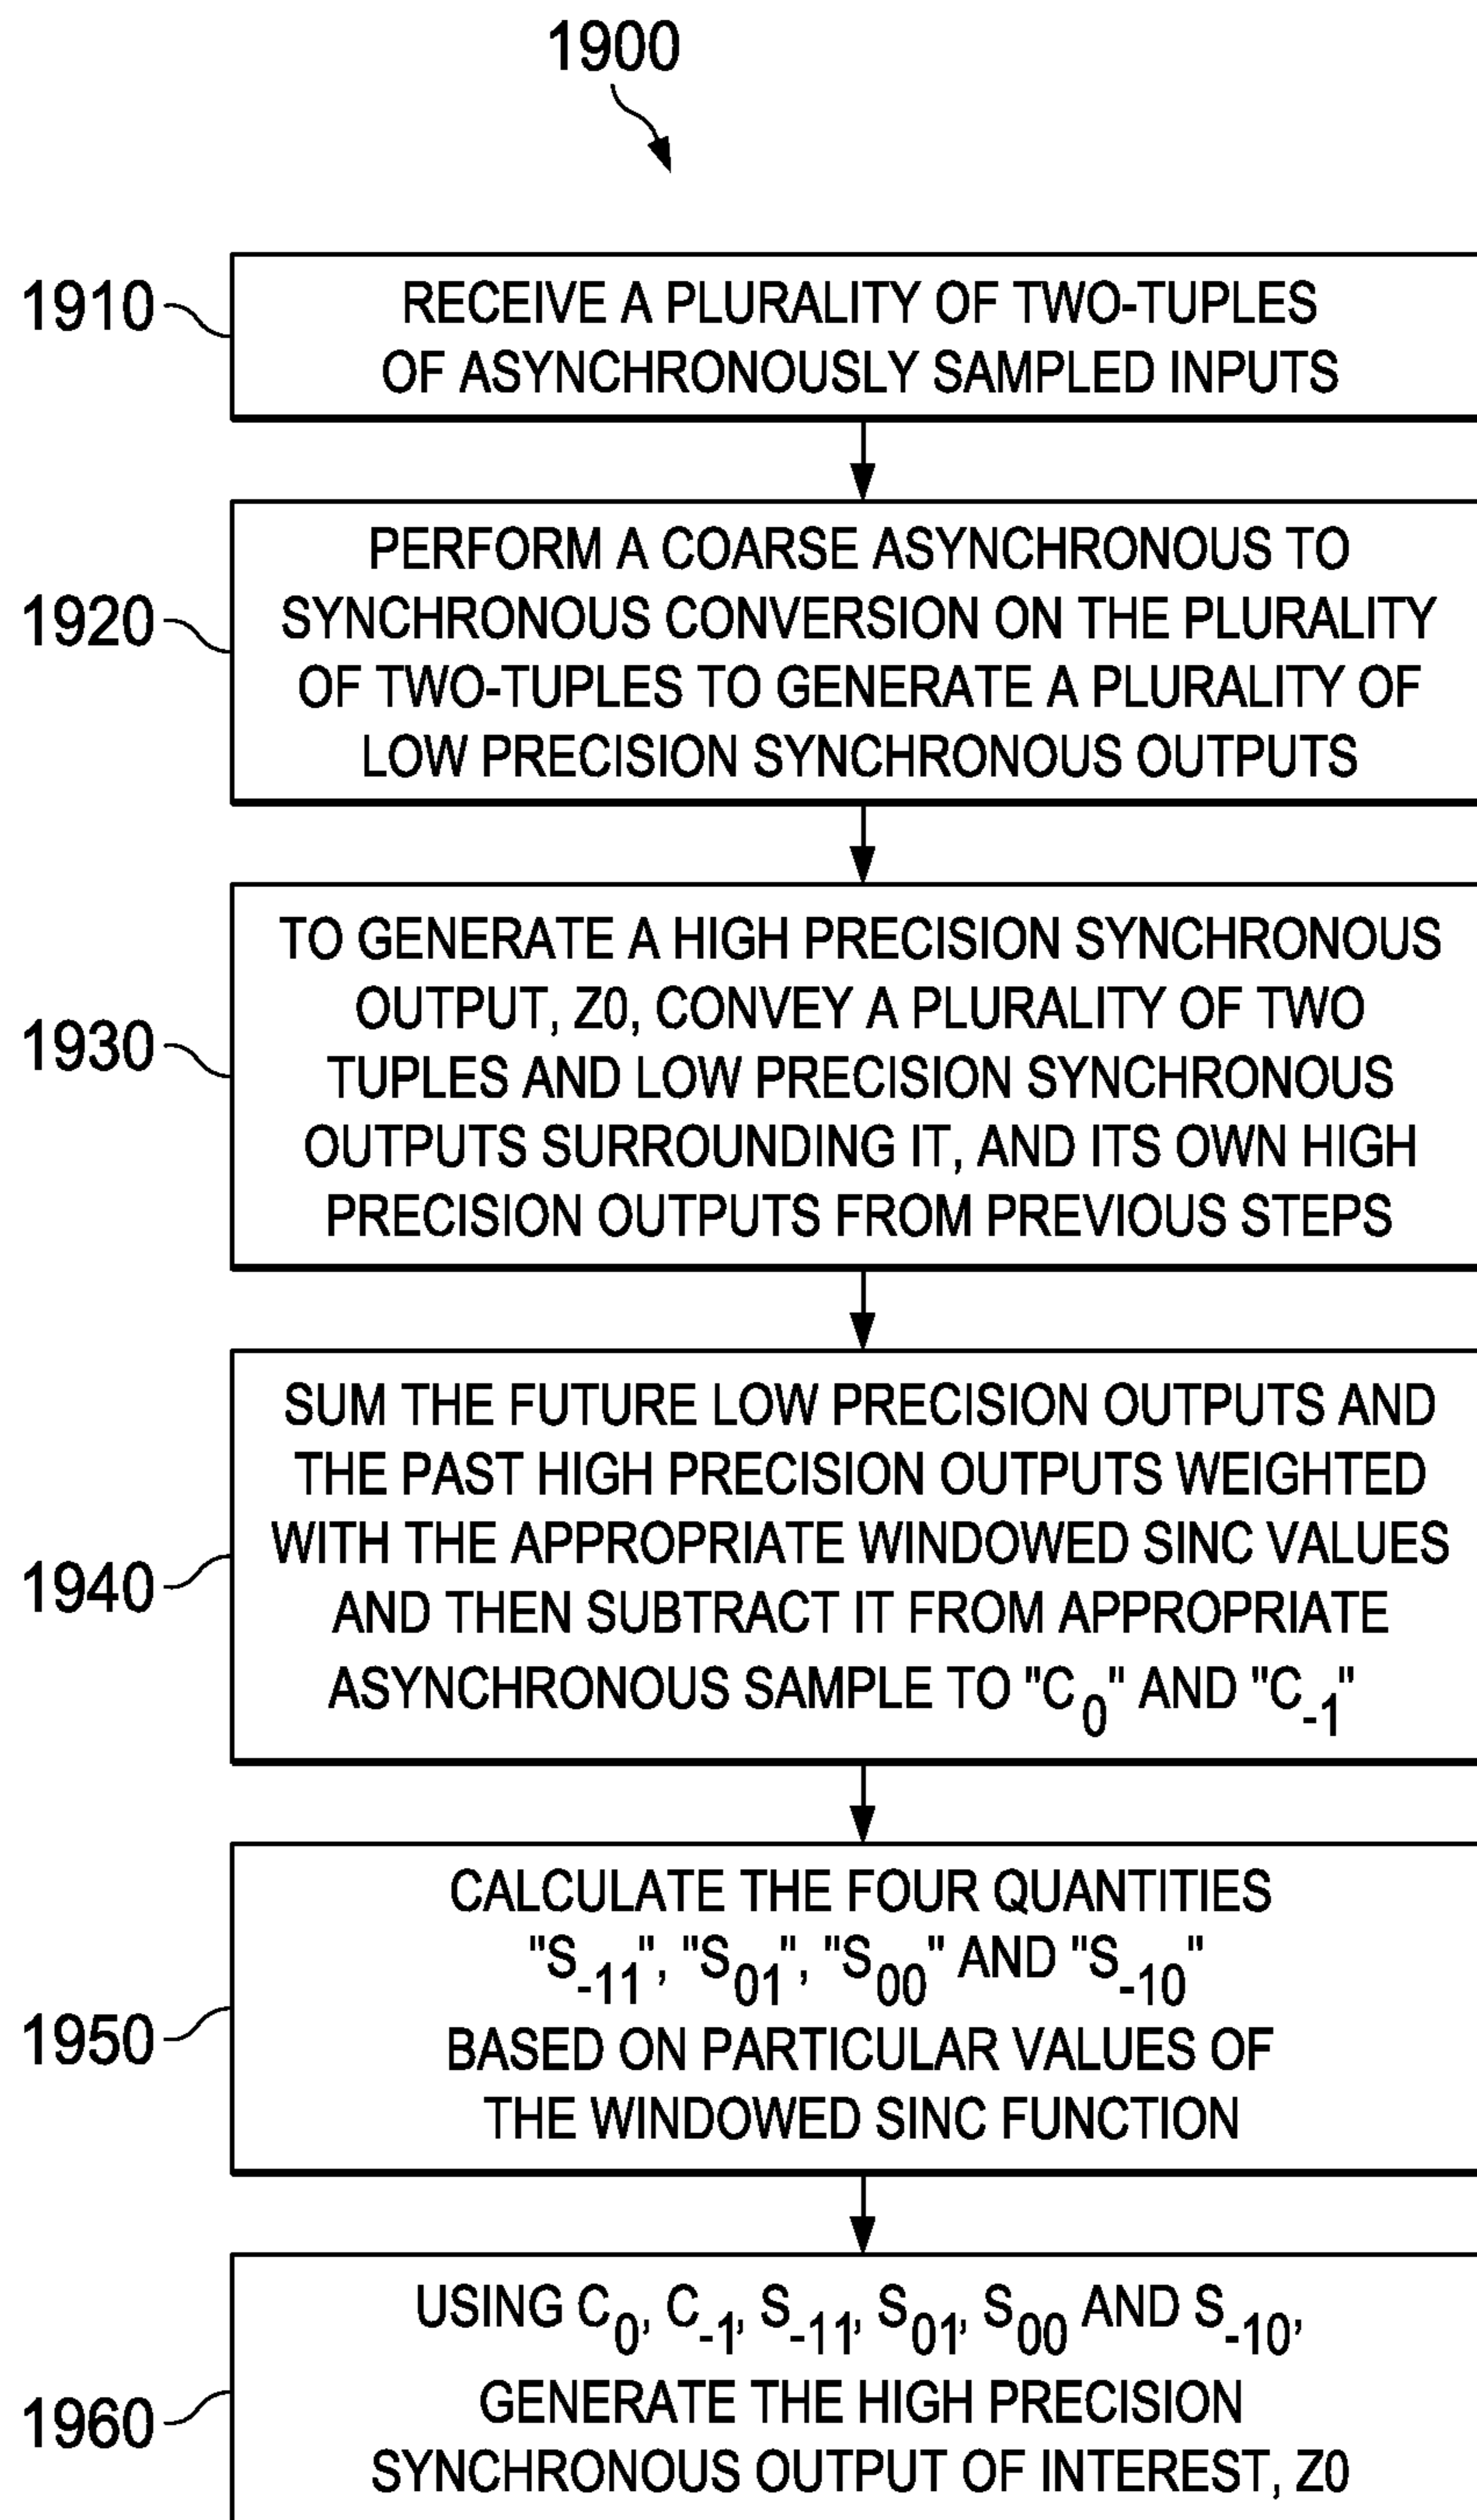 1900
1910
RECEIVE A PLURALITY OF TWO-TUPLES
OF ASYNCHRONOUSLY SAMPLED INPUTS
1920
PERFORM A COARSE ASYNCHRONOUS TO
SYNCHRONOUS CONVERSION ON THE PLURALITY
OF TWO-TUPLES TO GENERATE A PLURALITY OF
LOW PRECISION SYNCHRONOUS OUTPUTS
1930
TO GENERATE A HIGH PRECISION SYNCHRONOUS
OUTPUT, Z0, CONVEY A PLURALITY OF TWO
TUPLES AND LOW PRECISION SYNCHRONOUS
OUTPUTS SURROUNDING IT, AND ITS OWN HIGH
PRECISION OUTPUTS FROM PREVIOUS STEPS
1940
SUM THE FUTURE LOW PRECISION OUTPUTS AND
THE PAST HIGH PRECISION OUTPUTS WEIGHTED
WITH THE APPROPRIATE WINDOWED SINC VALUES
AND THEN SUBTRACT IT FROM APPROPRIATE
ASYNCHRONOUS SAMPLE TO "C0" AND "C-1"
1950
CALCULATE THE FOUR QUANTITIES
"S-11", "S01", "S00" AND "S-10"
BASED ON PARTICULAR VALUES OF
THE WINDOWED SINC FUNCTION
1960
USING C0, C-1, S-11, S01, S00 AND S-10,
GENERATE THE HIGH PRECISION
SYNCHRONOUS OUTPUT OF INTEREST, Z0